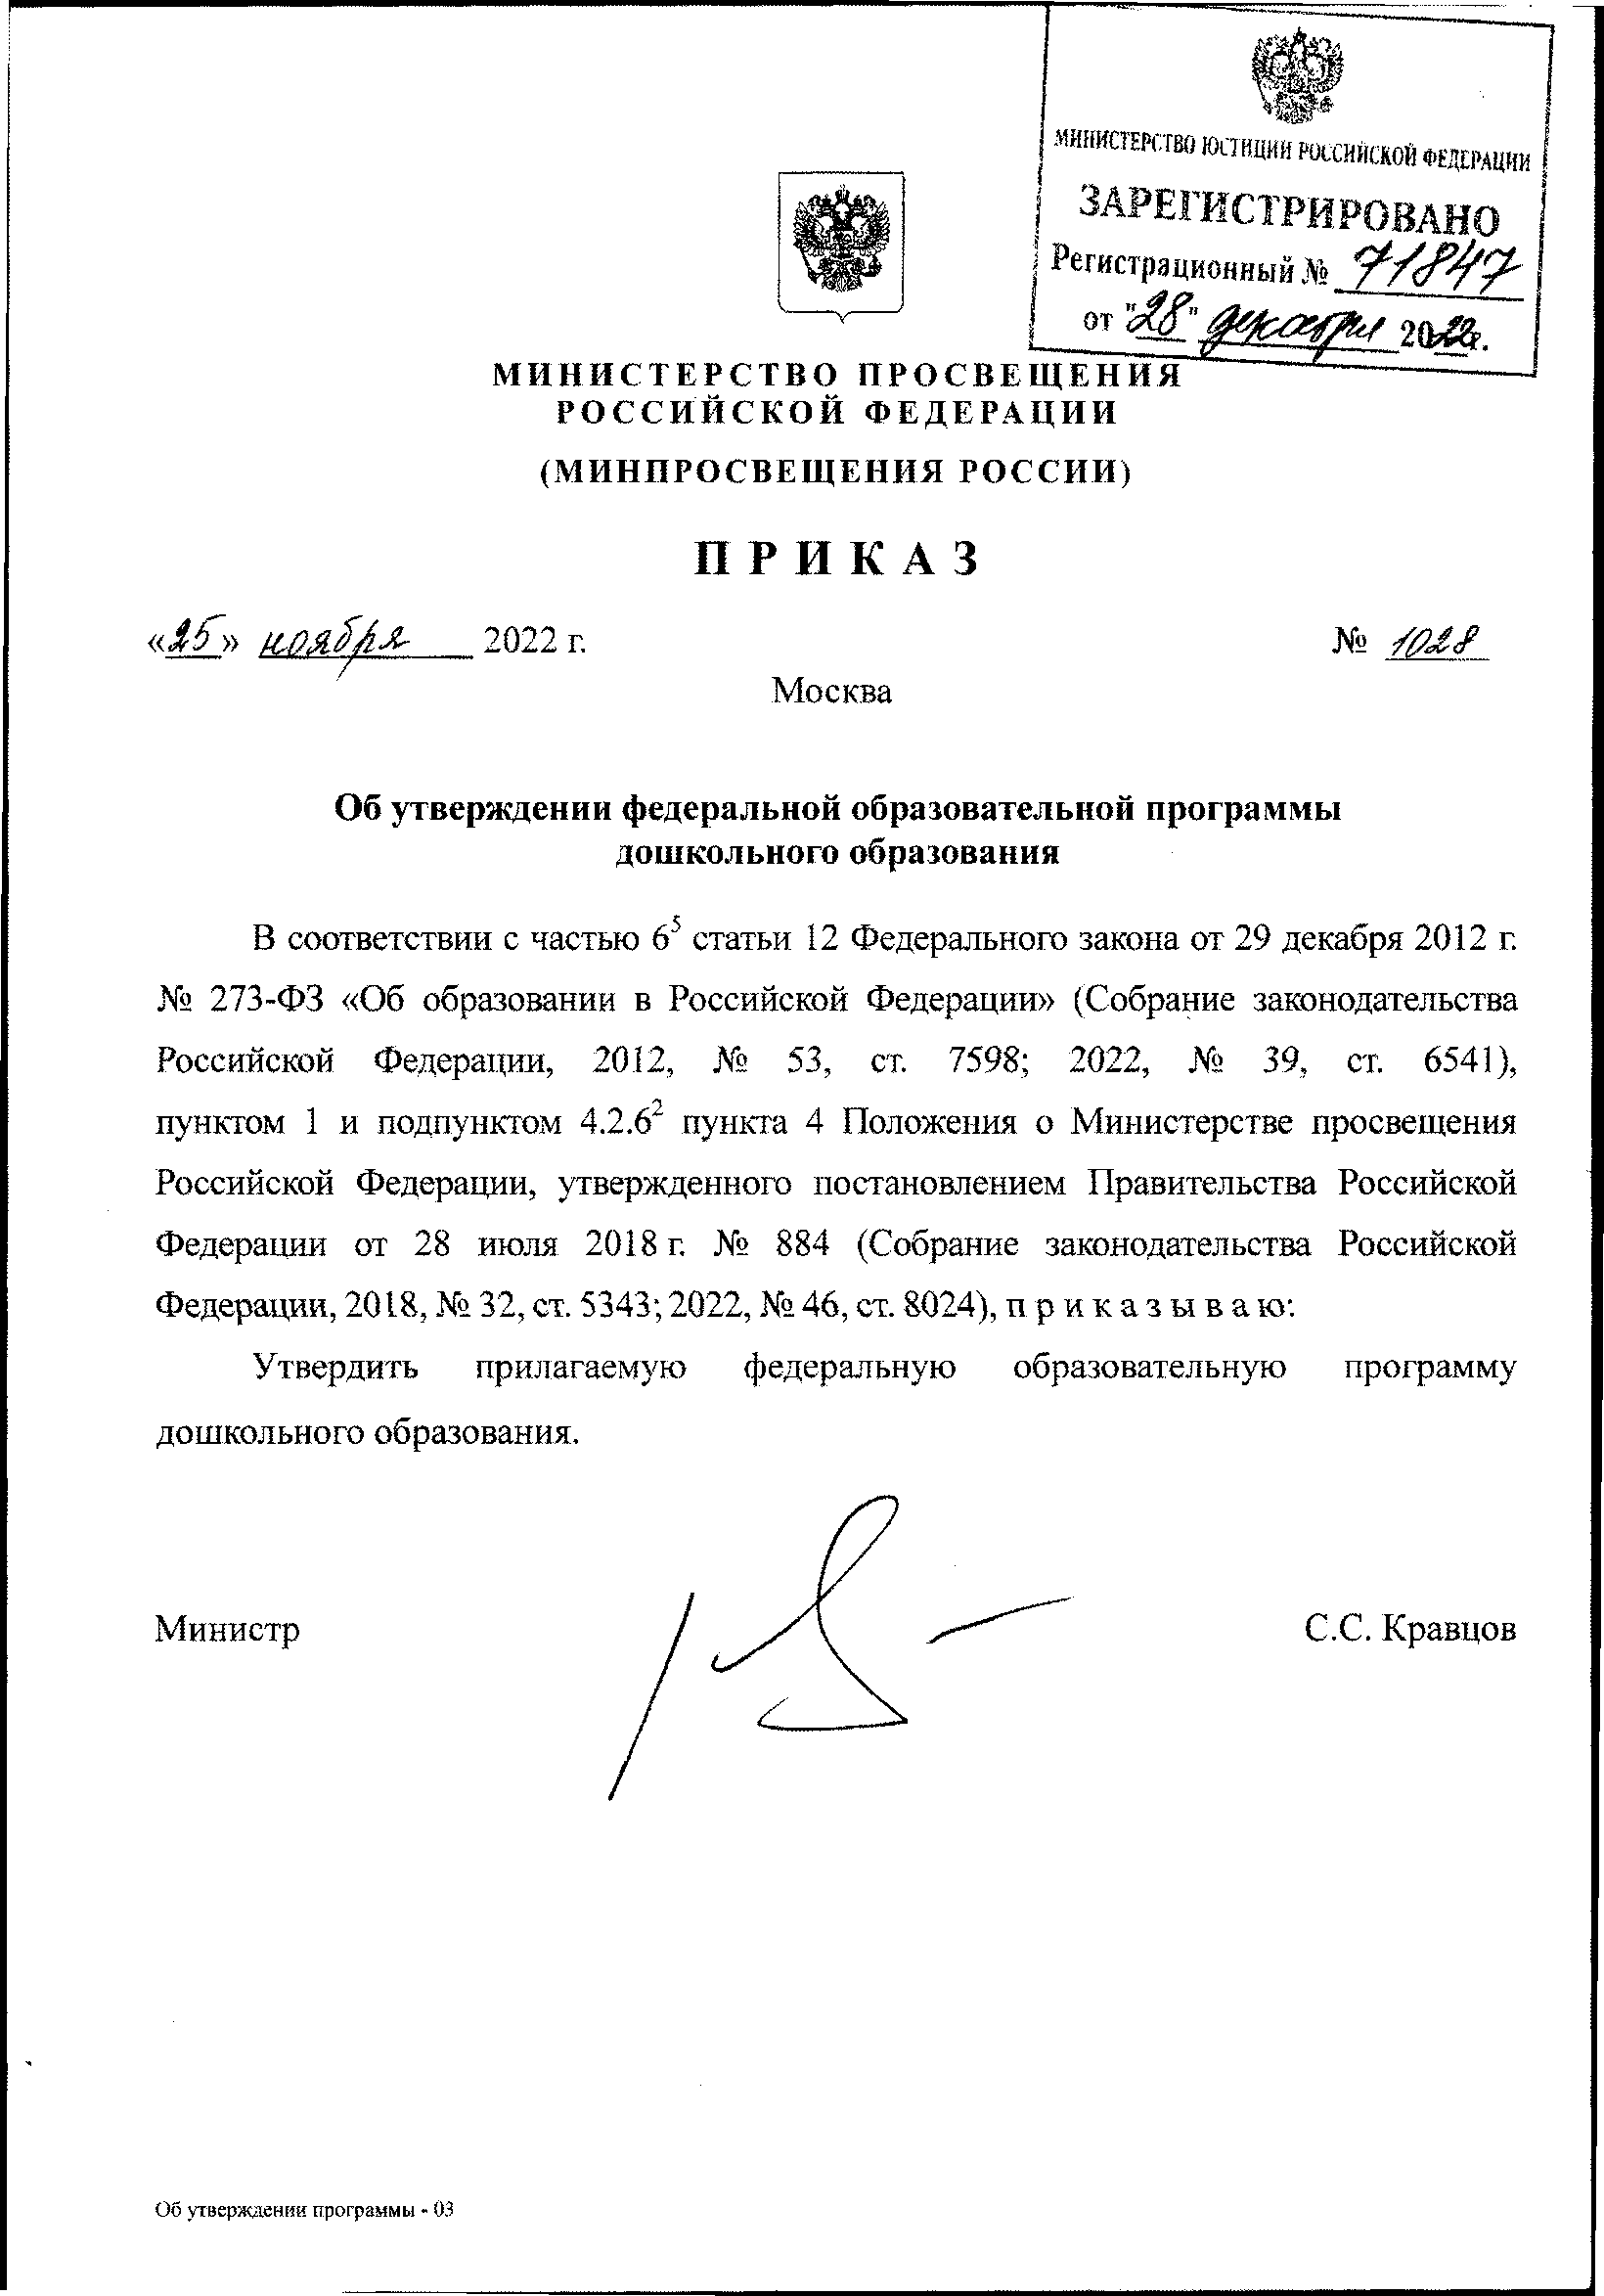 МИНИСТЕРСТВО ЮСТИЦИИ РОССИЙСКОЙ ФЕДЕРАЦИИ
ЗАРЕГИСТРИРОВАНО
Регистрационный № 71847
от "28" декабря 2022г.
МИНИСТЕРСТВО ПРОСВЕЩЕНИЯ
РОССИЙСКОЙ ФЕДЕРАЦИИ
(МИНПРОСВЕЩЕНИЯ РОССИИ)
П Р И К А З
«25» ноября 2022 г. № 1028
Москва
Об утверждении федеральной образовательной программы
дошкольного образования
В соответствии с частью 6⁵ статьи 12 Федерального закона от 29 декабря 2012 г.
№ 273-ФЗ «Об образовании в Российской Федерации» (Собрание законодательства
Российской Федерации, 2012, № 53, ст. 7598; 2022, № 39, ст. 6541),
пунктом 1 и подпунктом 4.2.6² пункта 4 Положения о Министерстве просвещения
Российской Федерации, утвержденного постановлением Правительства Российской
Федерации от 28 июля 2018 г. № 884 (Собрание законодательства Российской
Федерации, 2018, № 32, ст. 5343; 2022, № 46, ст. 8024), п р и к а з ы в а ю:
Утвердить прилагаемую федеральную образовательную программу
дошкольного образования.
Министр С.С. Кравцов
Об утверждении программы - 03